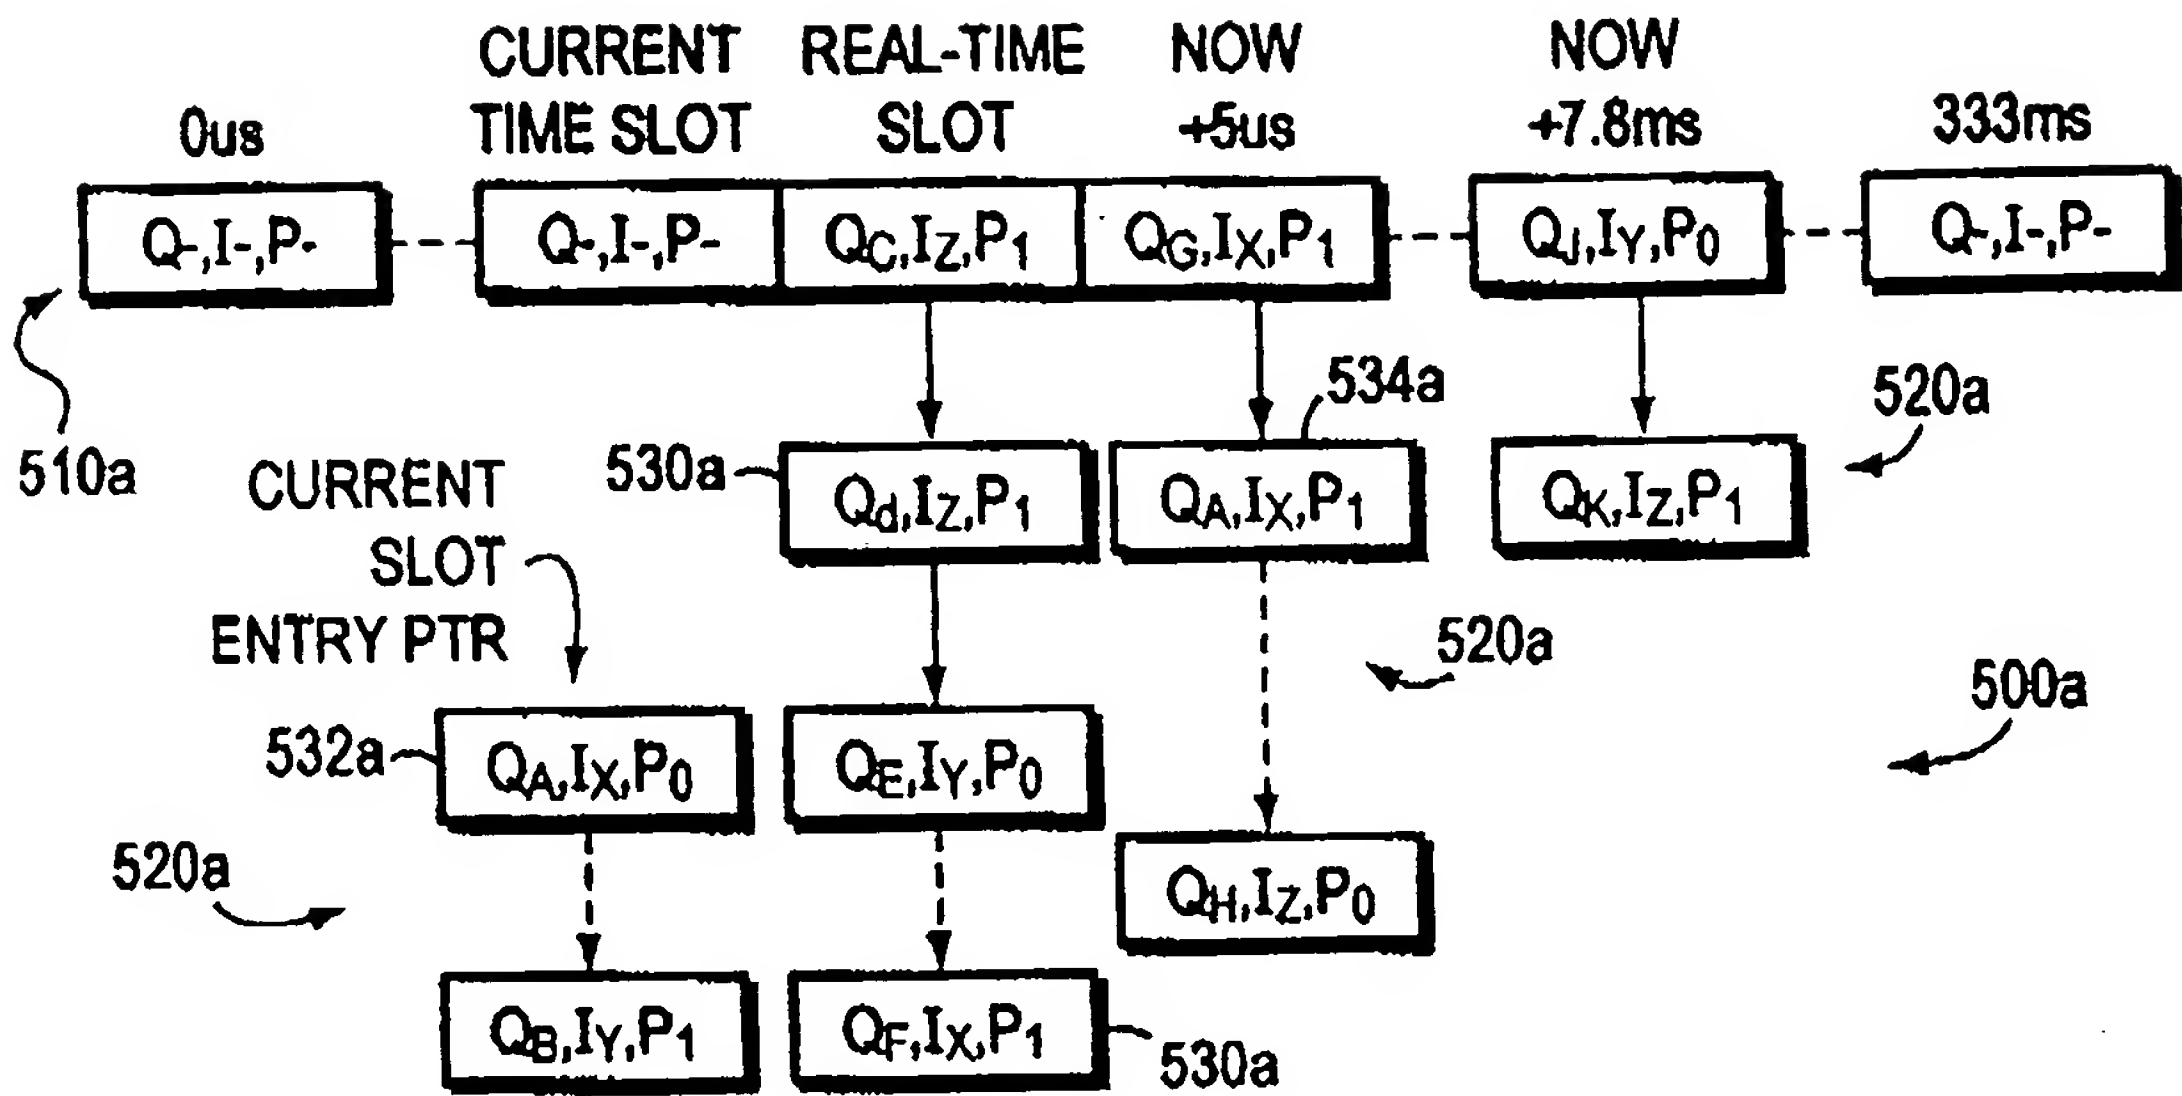 CURRENT TIME SLOT
REAL-TIME SLOT
NOW +5us
NOW +7.8ms
0us
333ms
Q-,I-,P-
Q-,I-,P-
QC,IZ,P1
QG,IX,P1
QJ,IY,P0
Q-,I-,P-
510a
534a
520a
530a
CURRENT
SLOT
ENTRY PTR
Qd,IZ,P1
QA,IX,P1
QK,IZ,P1
520a
500a
532a
QA,IX,P0
QE,IY,P0
520a
QH,IZ,P0
QB,IY,P1
QF,IX,P1
530a